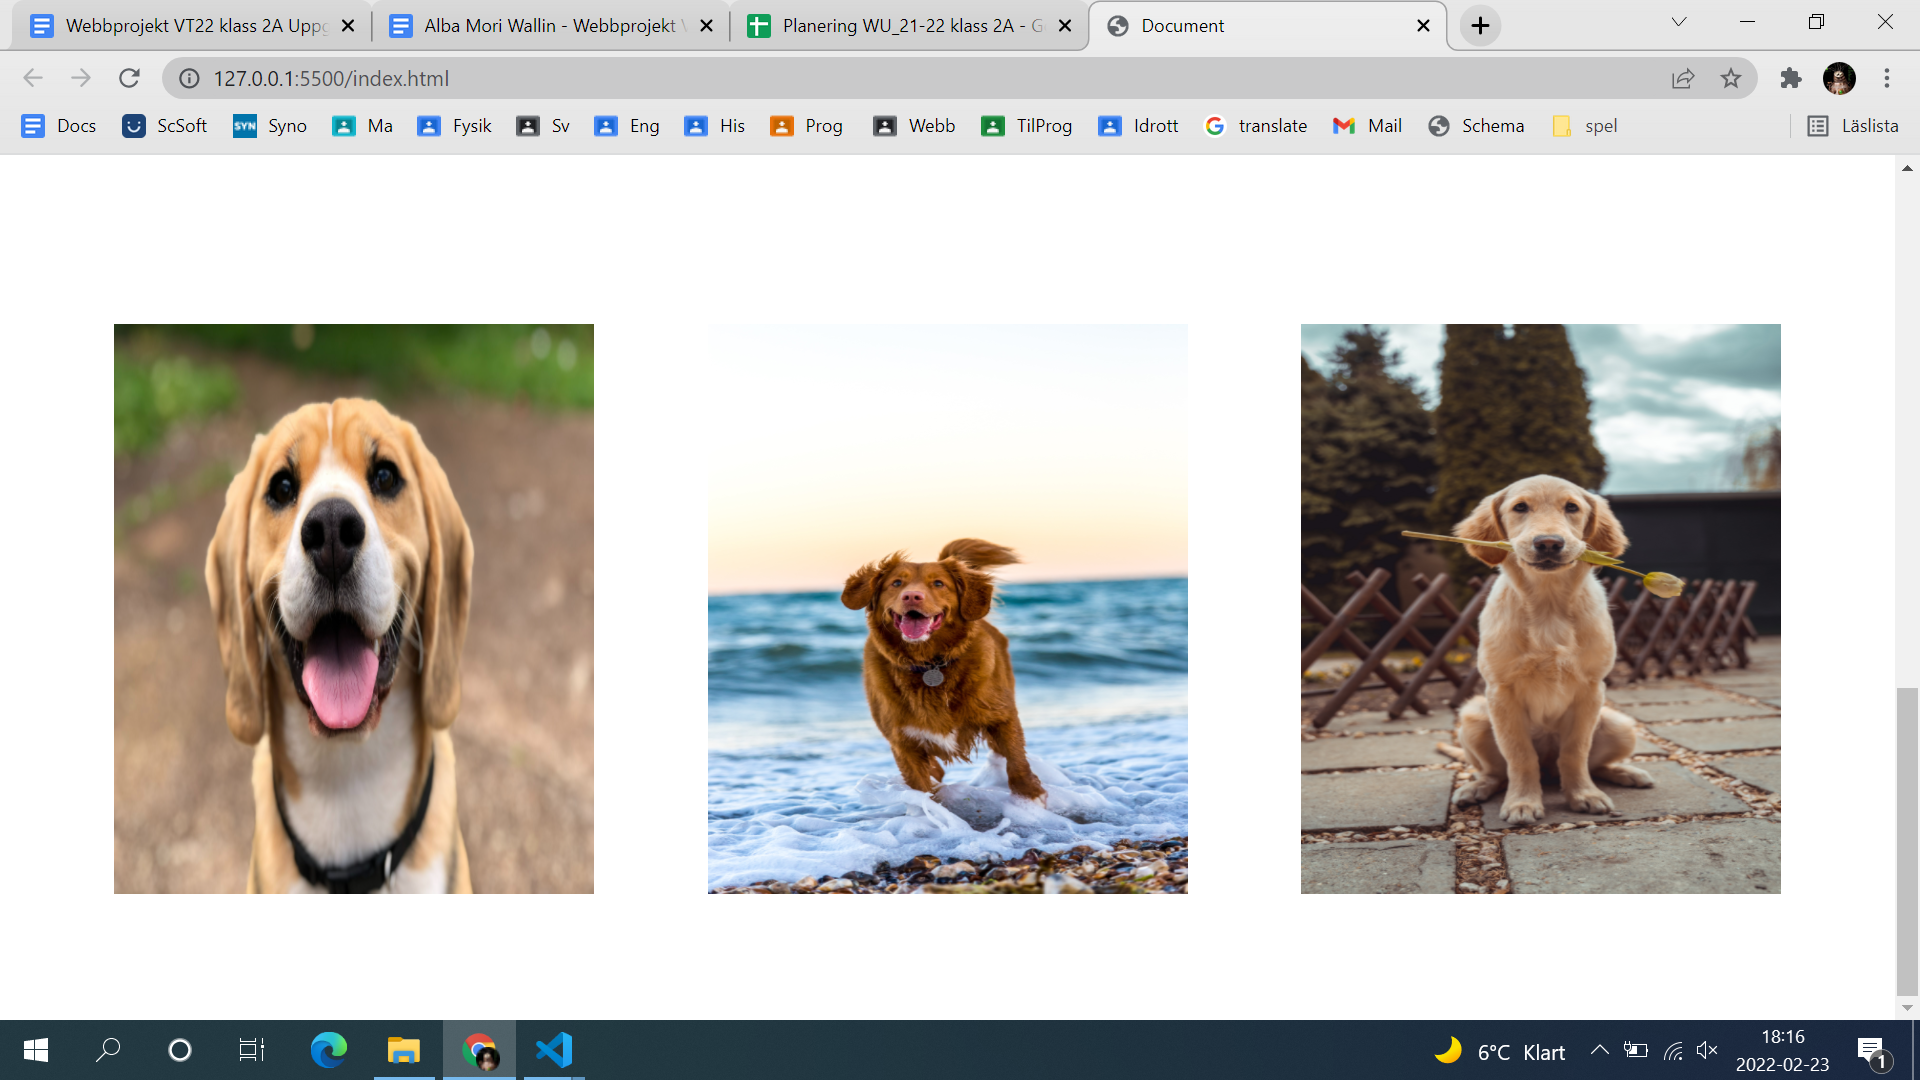 Webbprojekt VT22 klass 2A Uppg
Alba Mori Wallin - Webbprojekt V
Planering WU_21-22 klass 2A - G
Document
127.0.0.1:5500/index.html
Docs
ScSoft
SYN
Syno
Ma
Fysik
Sv
Eng
His
Prog
Webb
TilProg
Idrott
translate
Mail
Schema
spel
Läslista
6°C Klart
18:16
2022-02-23
1